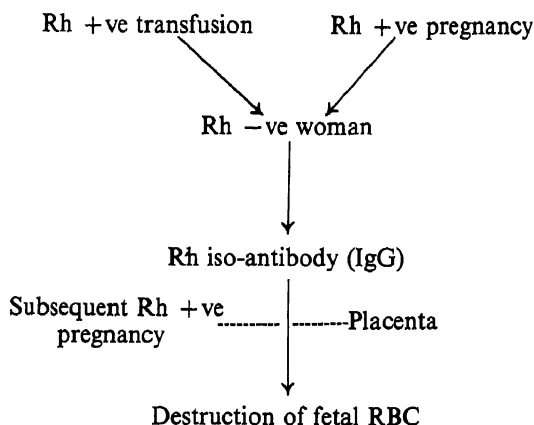 Rh +ve transfusion
Rh +ve pregnancy
Rh −ve woman
Rh iso-antibody (IgG)
Subsequent Rh +ve
pregnancy
Placenta
Destruction of fetal RBC